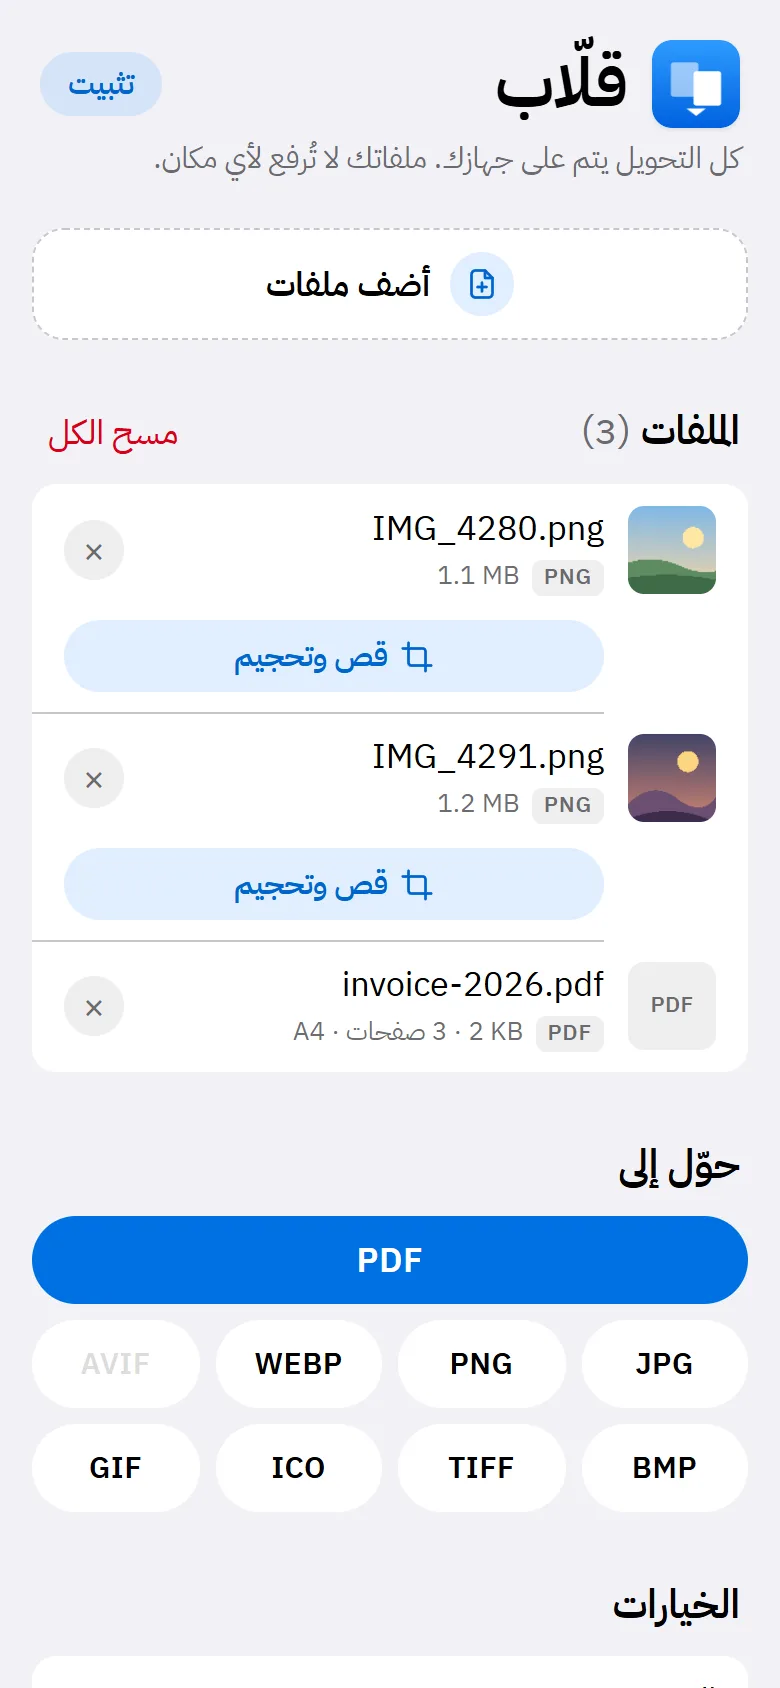 قلّاب
تثبيت
كل التحويل يتم على جهازك. ملفاتك لا تُرفع لأي مكان.
أضف ملفات
الملفات (3)
مسح الكل
IMG_4280.png
PNG 1.1 MB
قص وتحجيم
IMG_4291.png
PNG 1.2 MB
قص وتحجيم
PDF
invoice-2026.pdf
PDF 2 KB · 3 صفحات · A4
حوّل إلى
PDF
JPG PNG WEBP AVIF
BMP TIFF ICO GIF
الخيارات